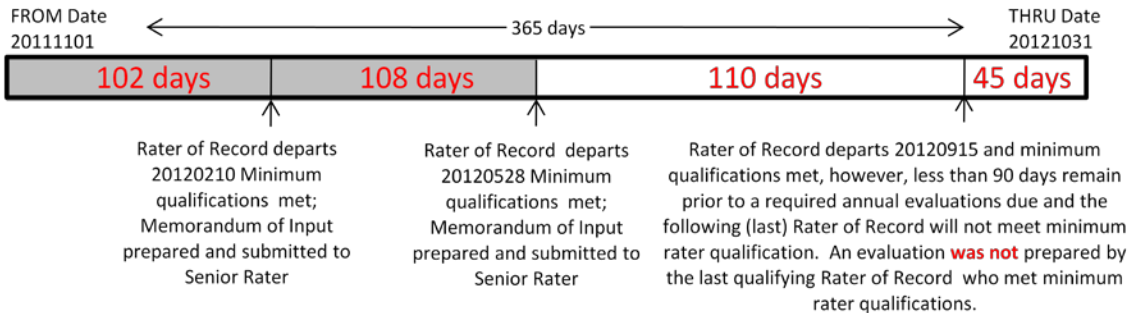 FROM Date
20111101
365 days
THRU Date
20121031
102 days
108 days
110 days
45 days
Rater of Record departs
20120210 Minimum
qualifications met;
Memorandum of Input
prepared and submitted to
Senior Rater
Rater of Record departs
20120528 Minimum
qualifications met;
Memorandum of Input
prepared and submitted to
Senior Rater
Rater of Record departs 20120915 and minimum
qualifications met, however, less than 90 days remain
prior to a required annual evaluations due and the
following (last) Rater of Record will not meet minimum
rater qualification. An evaluation was not prepared by
the last qualifying Rater of Record who met minimum
rater qualifications.